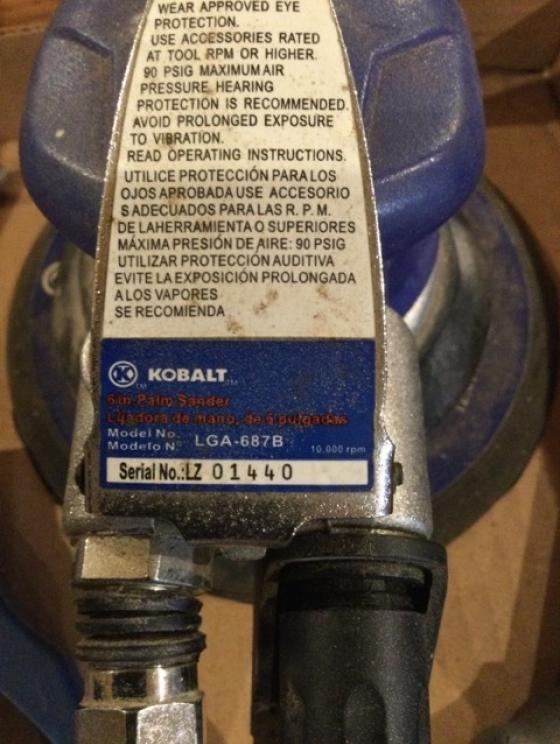 WEAR APPROVED EYE
PROTECTION.
USE ACCESSORIES RATED
AT TOOL RPM OR HIGHER.
90 PSIG MAXIMUM AIR
PRESSURE HEARING
PROTECTION IS RECOMMENDED.
AVOID PROLONGED EXPOSURE
TO VIBRATION.
READ OPERATING INSTRUCTIONS.
UTILICE PROTECCIÓN PARA LOS
OJOS APROBADA USE ACCESORIO
S ADECUADOS PARA LAS R. P. M.
DE LAHERRAMIENTA O SUPERIORES
MÁXIMA PRESIÓN DE AIRE: 90 PSIG
UTILIZAR PROTECCIÓN AUDITIVA
EVITE LA EXPOSICIÓN PROLONGADA
A LOS VAPORES
SE RECOMIENDA
K TM KOBALT TM
6 in. Palm Sander
Lijadora de mano, de 6 pulgadas
Model No.
Modelo N. LGA-687B 10,000 rpm
Serial No.:LZ 01440